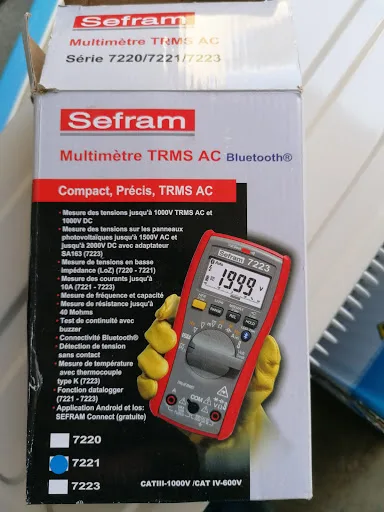 Sefram
Multimètre TRMS AC
Série 7220/7221/7223
Sefram
Multimètre TRMS AC Bluetooth®
Compact, Précis, TRMS AC
· Mesure des tensions jusqu'à 1000V TRMS AC et
1000V DC
· Mesure des tensions sur les panneaux
photovoltaïques jusqu'à 1500V AC et
jusqu'à 2000V DC avec adaptateur
SA163 (7223)
· Mesure de tensions en basse
impédance (LoZ) (7220 - 7221)
· Mesure des courants jusqu'à
10A (7221 - 7223)
· Mesure de fréquence et capacité
· Mesure de résistance jusqu'à
40 Mohms
· Test de continuité avec
buzzer
· Connectivité Bluetooth®
· Détection de tension
sans contact
· Mesure de température
avec thermocouple
type K (7223)
· Fonction datalogger
(7221 - 7223)
· Application Android et Ios:
SEFRAM Connect (gratuite)
Sefram 7223
1999
V
RANGE
REL
HOLD
COM
7220
7221
7223
CATIII-1000V /CAT IV-600V